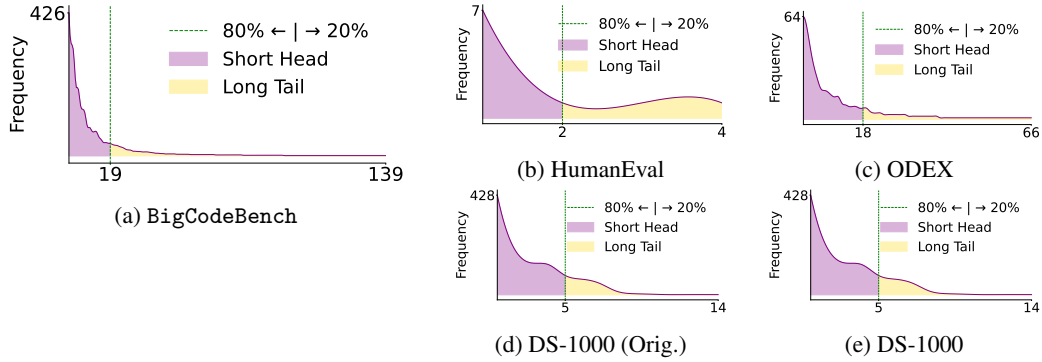 426
Frequency
80% ← | → 20%
Short Head
Long Tail
19
139
(a) BigCodeBench
7
Frequency
80% ← | → 20%
Short Head
Long Tail
2
4
(b) HumanEval
64
Frequency
80% ← | → 20%
Short Head
Long Tail
18
66
(c) ODEX
428
Frequency
80% ← | → 20%
Short Head
Long Tail
5
14
(d) DS-1000 (Orig.)
428
Frequency
80% ← | → 20%
Short Head
Long Tail
5
14
(e) DS-1000